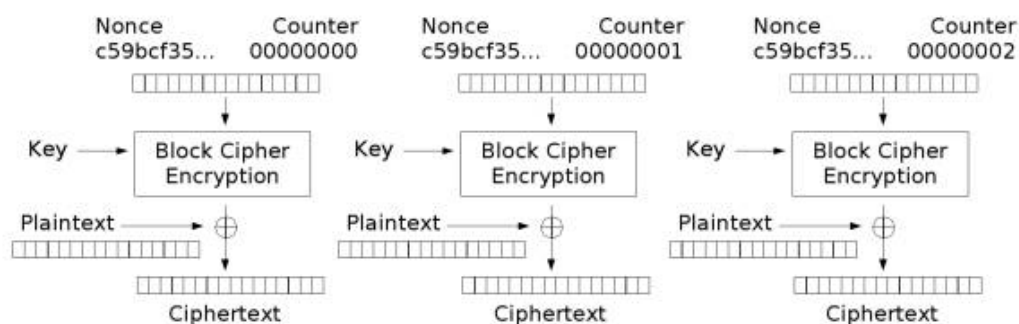 Nonce Counter Nonce Counter Nonce Counter
c59bcf35... 00000000 c59bcf35... 00000001 c59bcf35... 00000002
Key Block Cipher Key Block Cipher Key Block Cipher
Encryption Encryption Encryption
Plaintext Plaintext Plaintext
Ciphertext Ciphertext Ciphertext